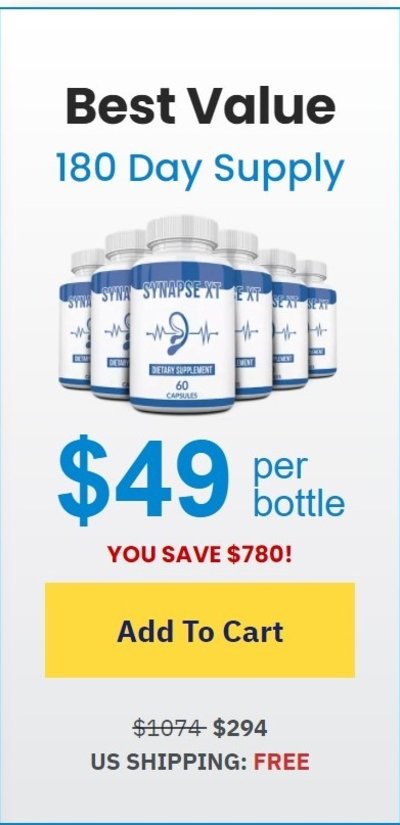 Best Value
180 Day Supply
SYNAPSE XT
DIETARY SUPPLEMENT
60
CAPSULES
$49 per
bottle
YOU SAVE $780!
Add To Cart
$1074 $294
US SHIPPING: FREE